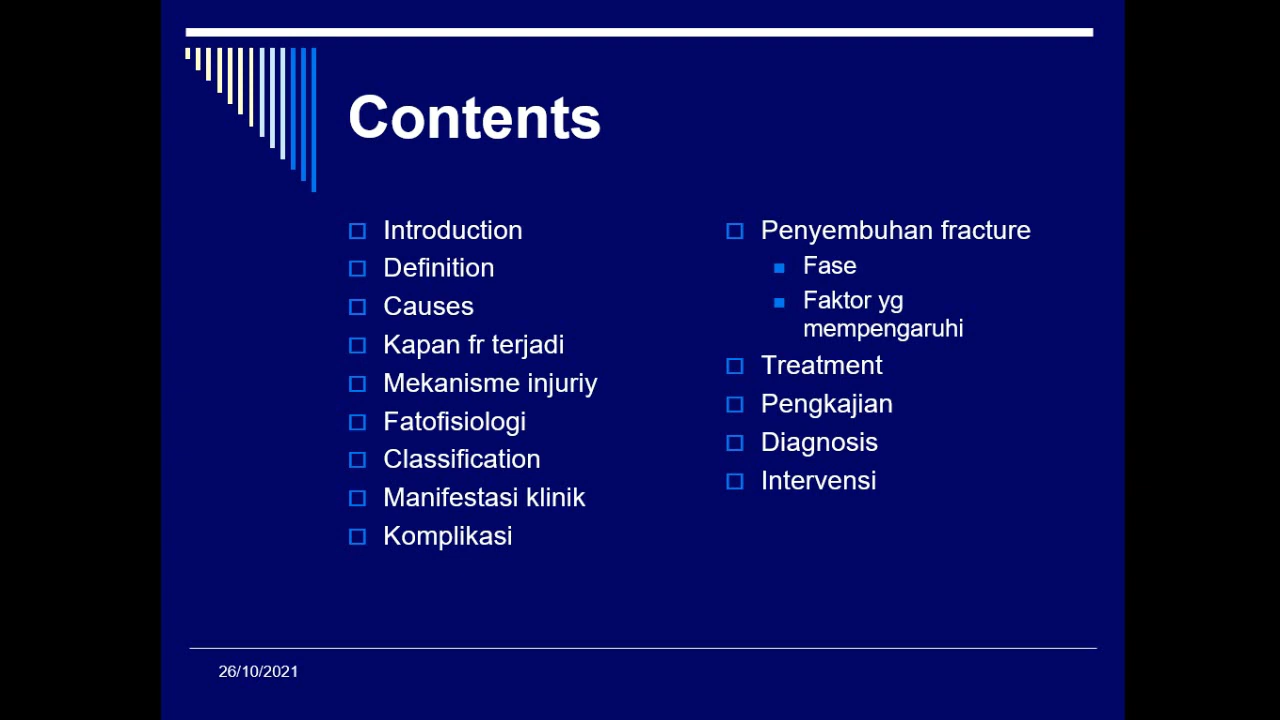 Contents
Introduction
Definition
Causes
Kapan fr terjadi
Mekanisme injuriy
Fatofisiologi
Classification
Manifestasi klinik
Komplikasi
Penyembuhan fracture
Fase
Faktor yg
mempengaruhi
Treatment
Pengkajian
Diagnosis
Intervensi
26/10/2021